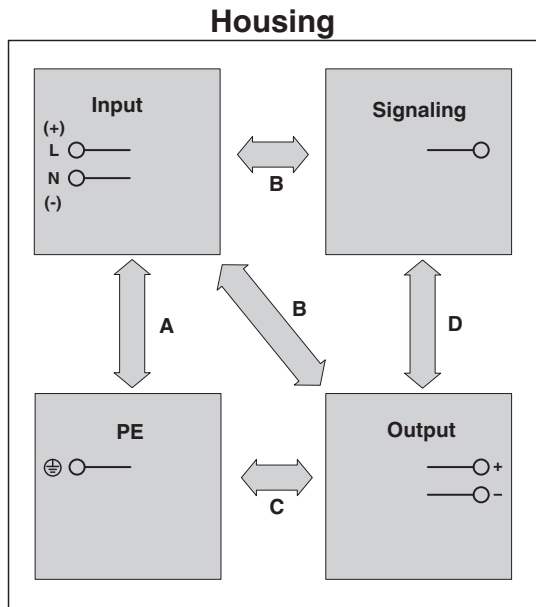 Housing
Input
Signaling
(+)
L
N
(-)
B
A
B
D
PE
Output
+
−
C